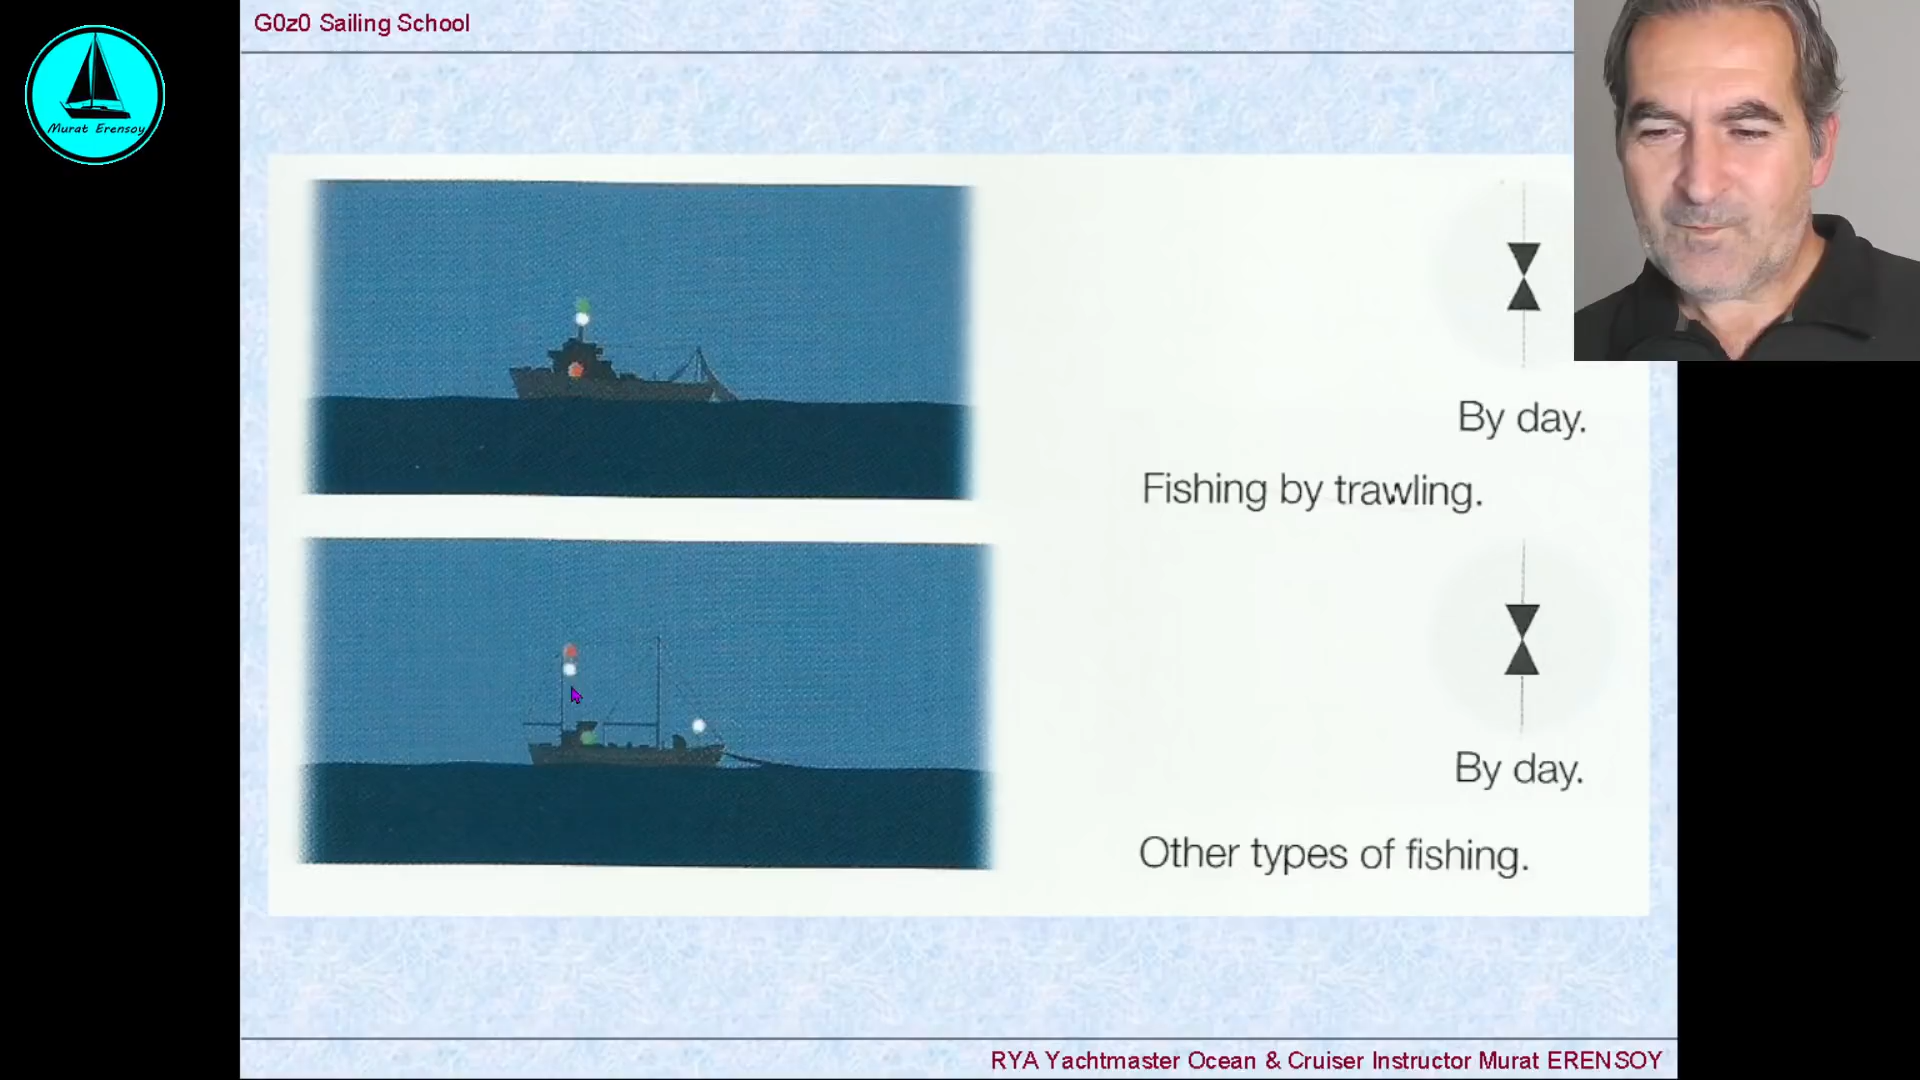 G0z0 Sailing School
Murat Erensoy
By day.
Fishing by trawling.
By day.
Other types of fishing.
RYA Yachtmaster Ocean & Cruiser Instructor Murat ERENSOY